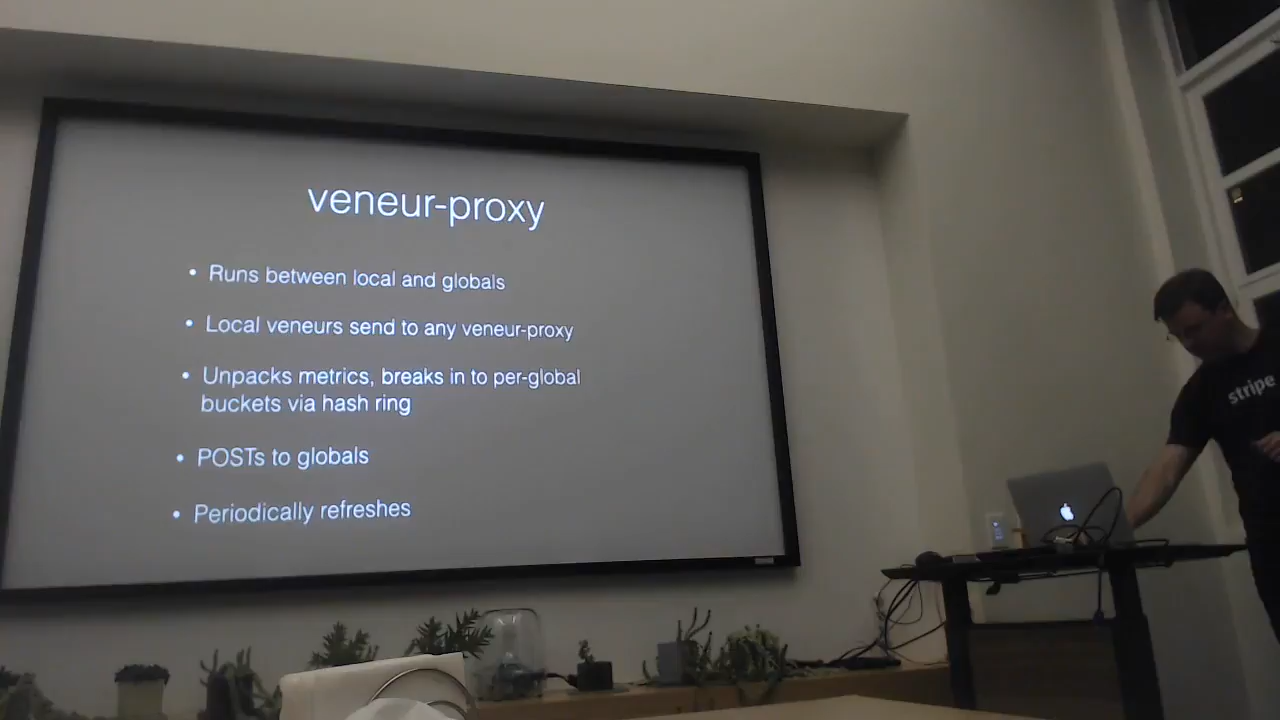 veneur-proxy
• Runs between local and globals
• Local veneurs send to any veneur-proxy
• Unpacks metrics, breaks in to per-global
buckets via hash ring
• POSTs to globals
• Periodically refreshes
stripe